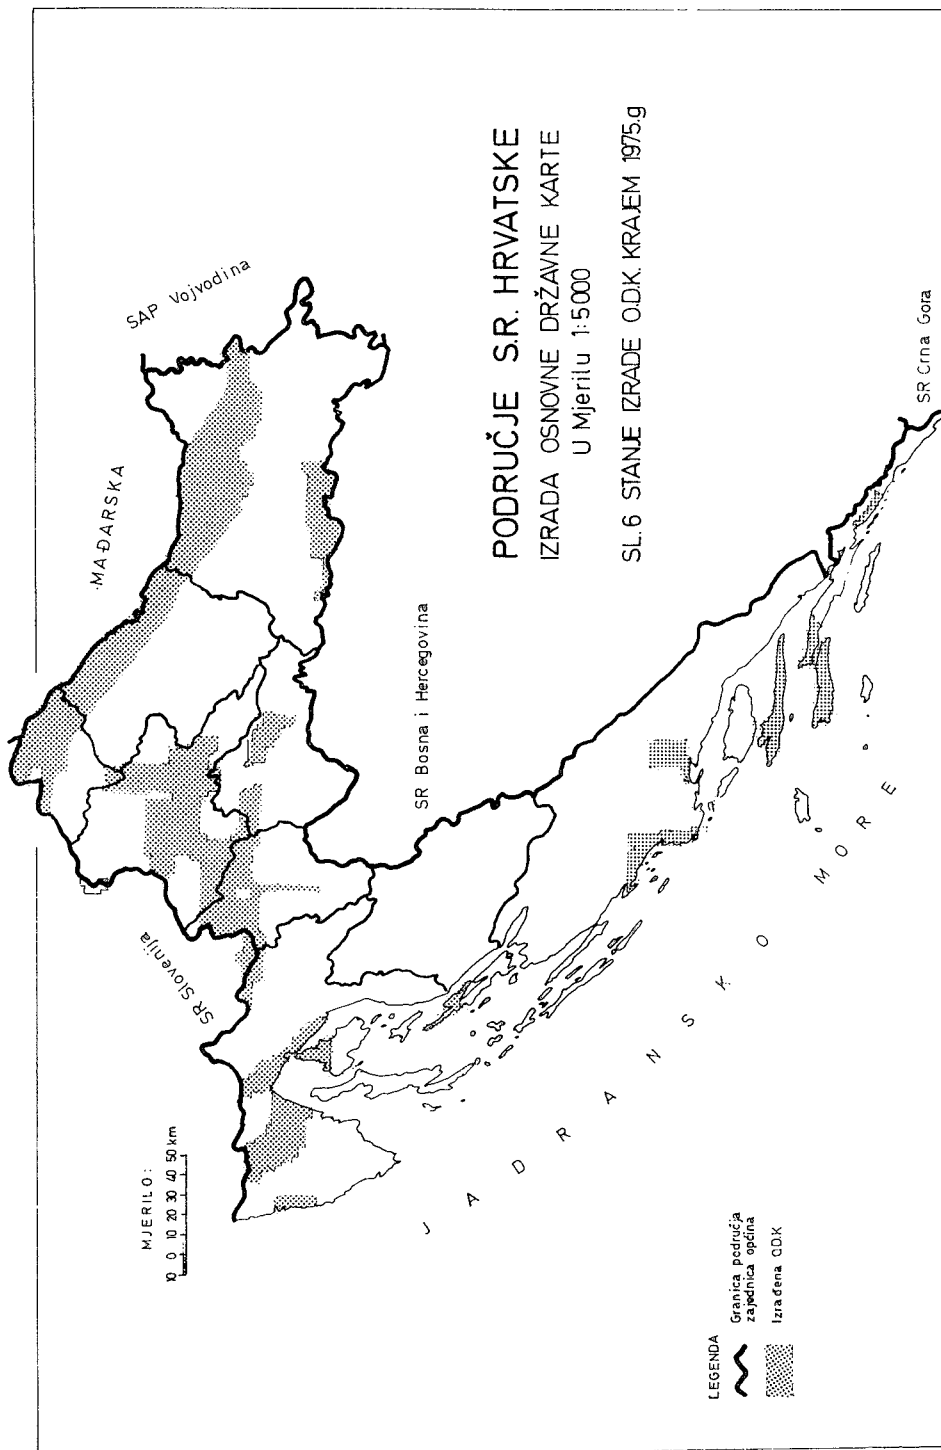 PODRUČJE S.R. HRVATSKE
IZRADA OSNOVNE DRŽAVNE KARTE
U Mjerilu 1:5000
SL.6 STANJE IZRADE O.D.K. KRAJEM 1975.g
MAĐARSKA
SAP Vojvodina
SR Slovenija
SR Bosna i Hercegovina
SR Crna Gora
JADRANSKO MORE
MJERILO:
10 0 10 20 30 40 50 km
LEGENDA
Granica područja
zajednica općina
Izrađena O.D.K